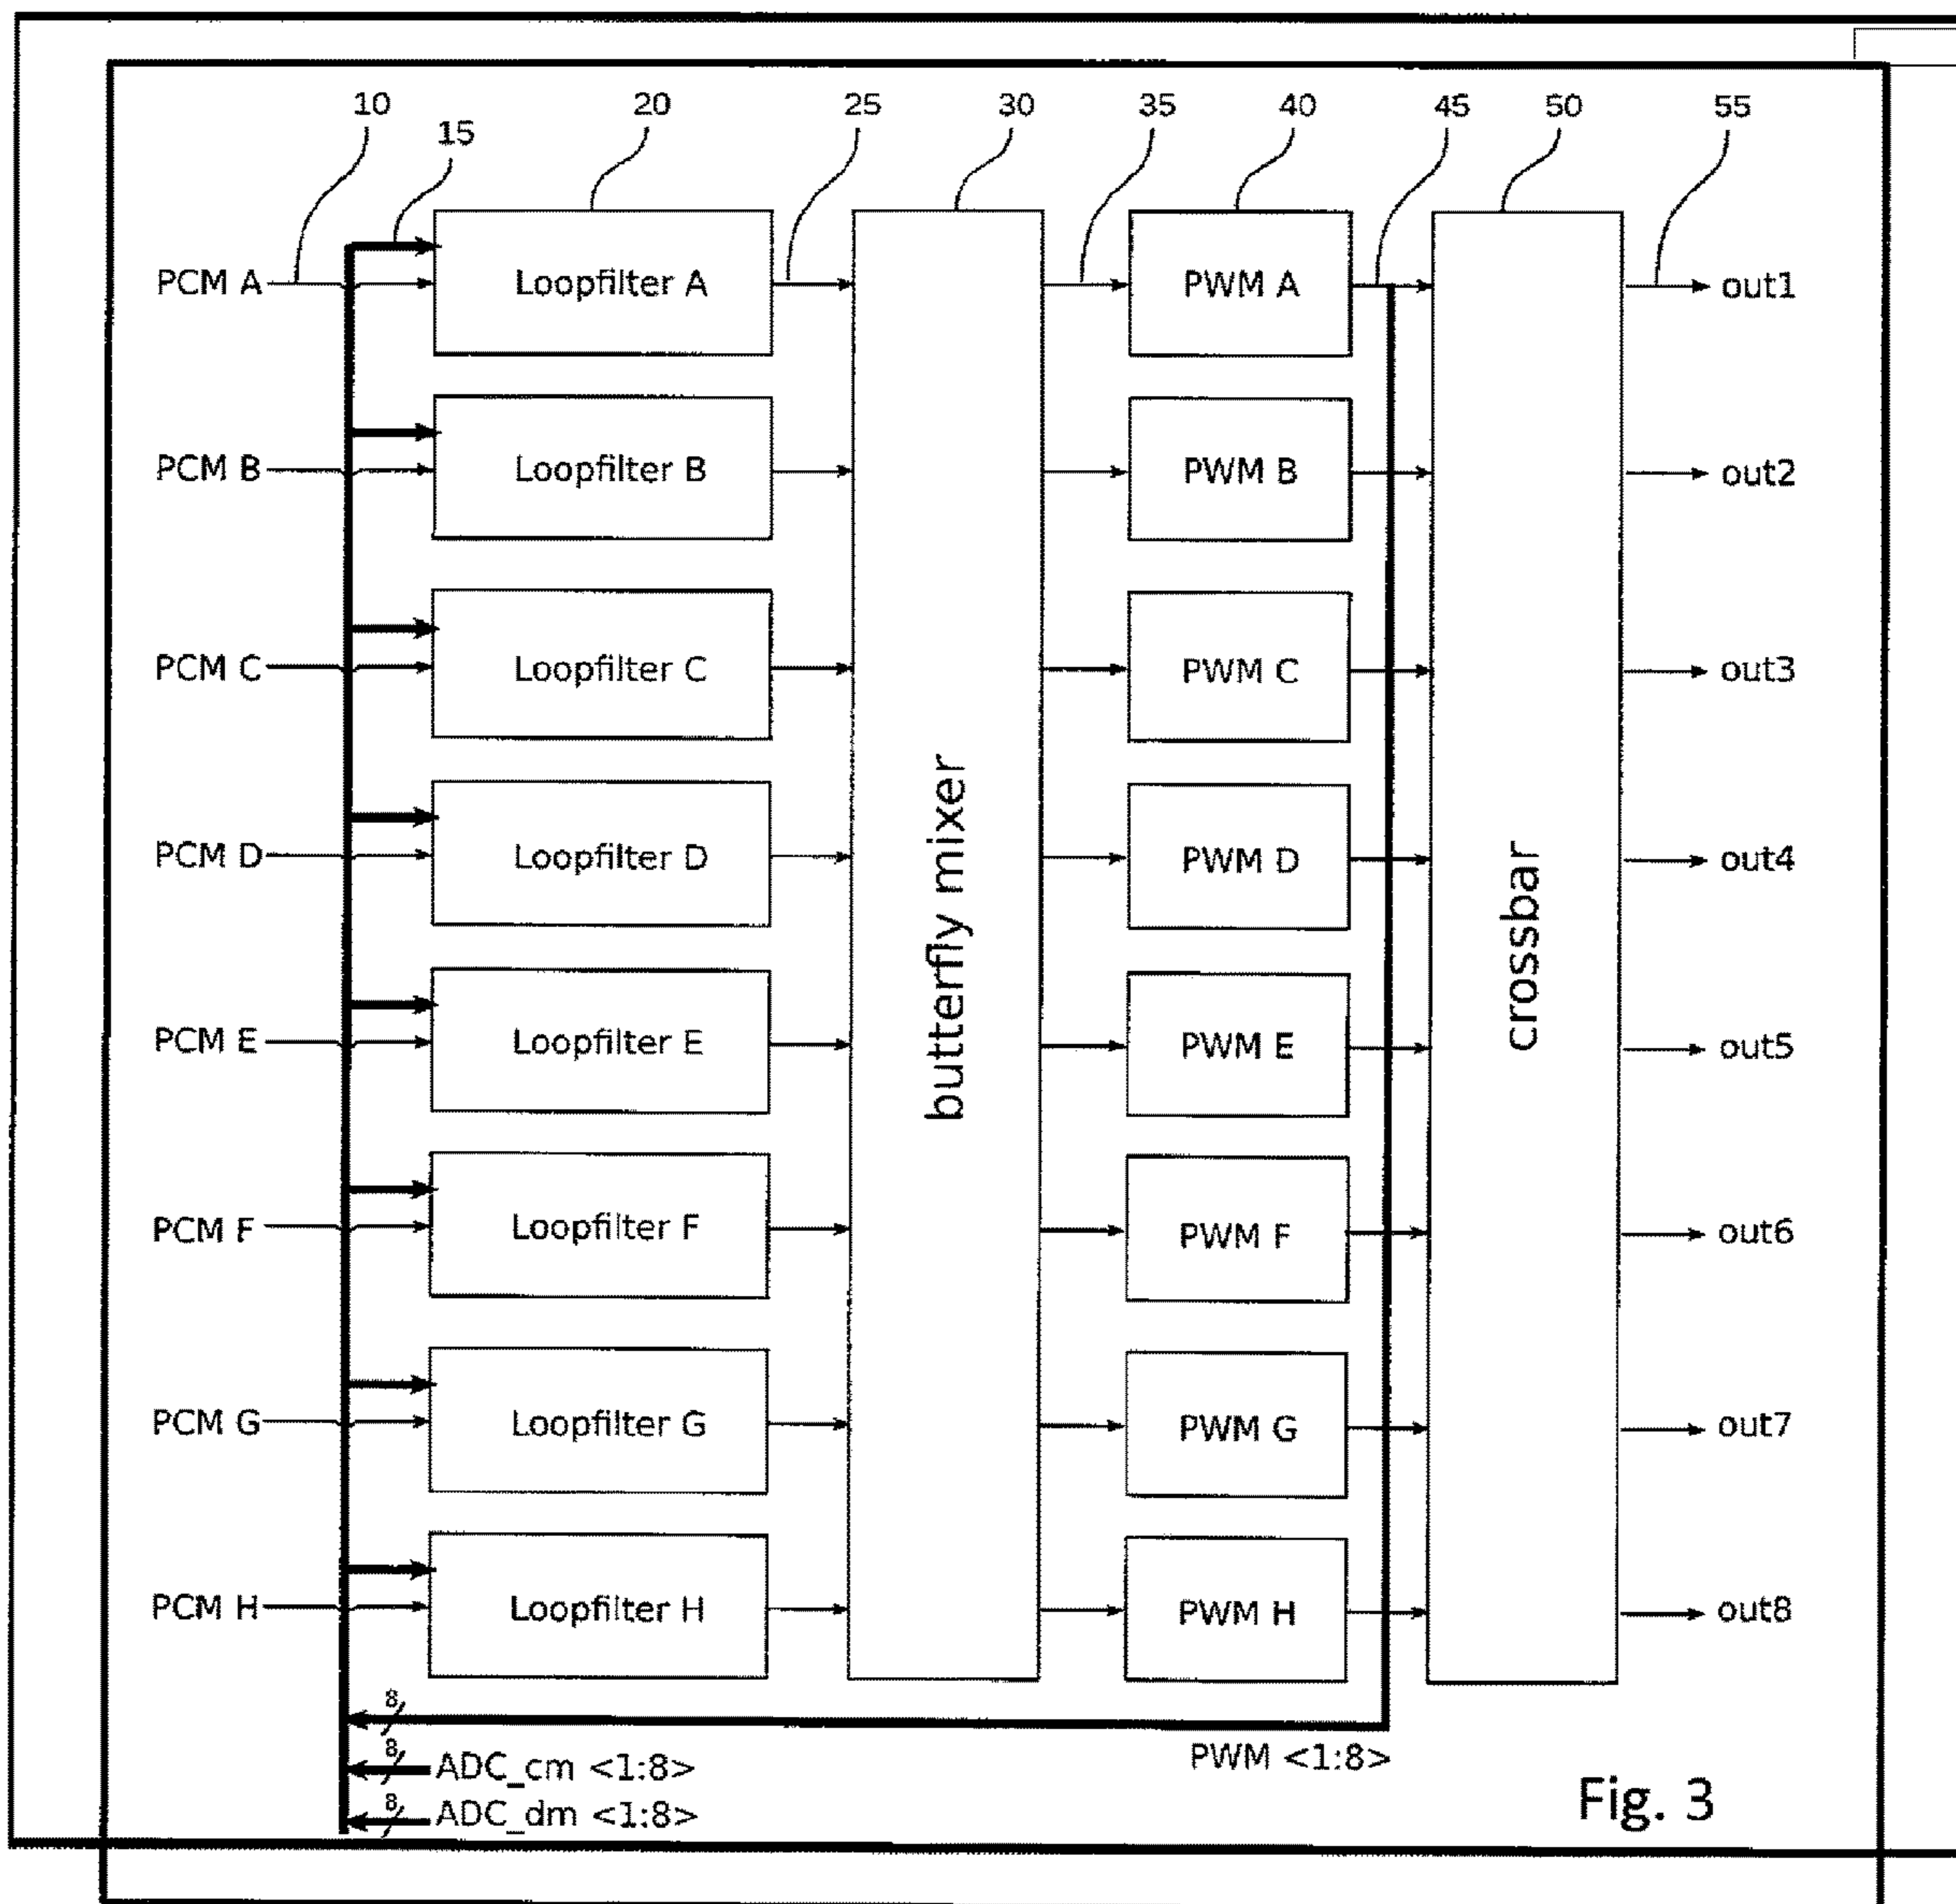 10 15 20 25 30 35 40 45 50 55
PCM A Loopfilter A PWM A out1
PCM B Loopfilter B PWM B out2
PCM C Loopfilter C PWM C out3
PCM D Loopfilter D PWM D out4
butterfly mixer
crossbar
PCM E Loopfilter E PWM E out5
PCM F Loopfilter F PWM F out6
PCM G Loopfilter G PWM G out7
PCM H Loopfilter H PWM H out8
8
PWM <1:8>
8 ADC_cm <1:8>
8 ADC_dm <1:8>
Fig. 3